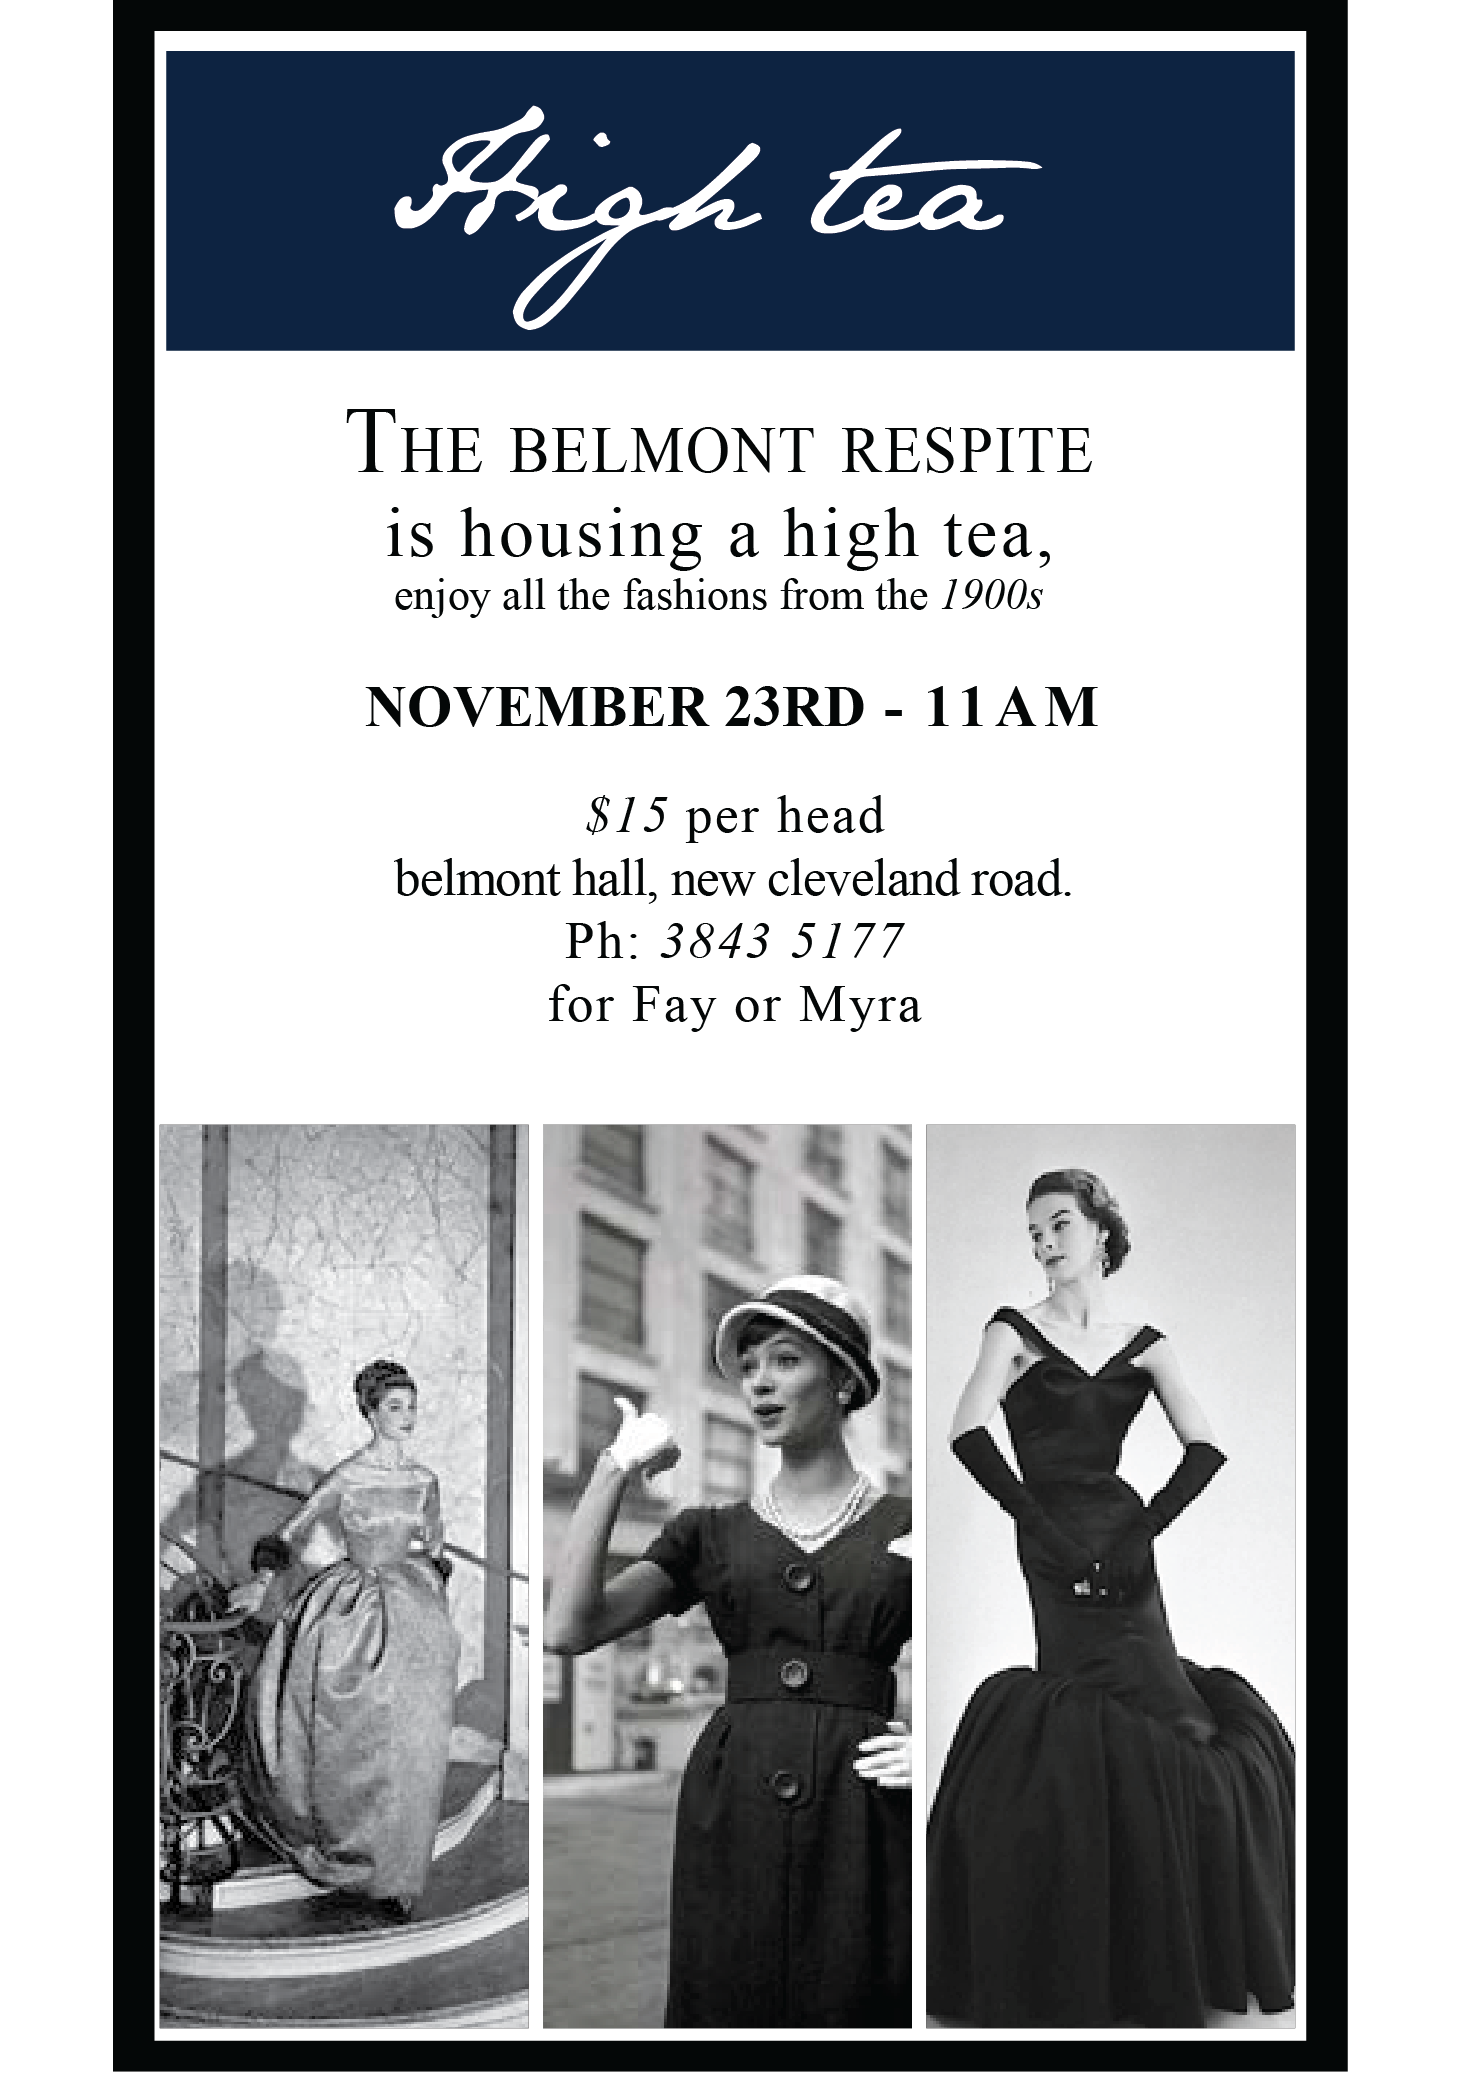 High tea
THE BELMONT RESPITE
is housing a high tea,
enjoy all the fashions from the 1900s
NOVEMBER 23RD - 11AM
$15 per head
belmont hall, new cleveland road.
Ph: 3843 5177
for Fay or Myra